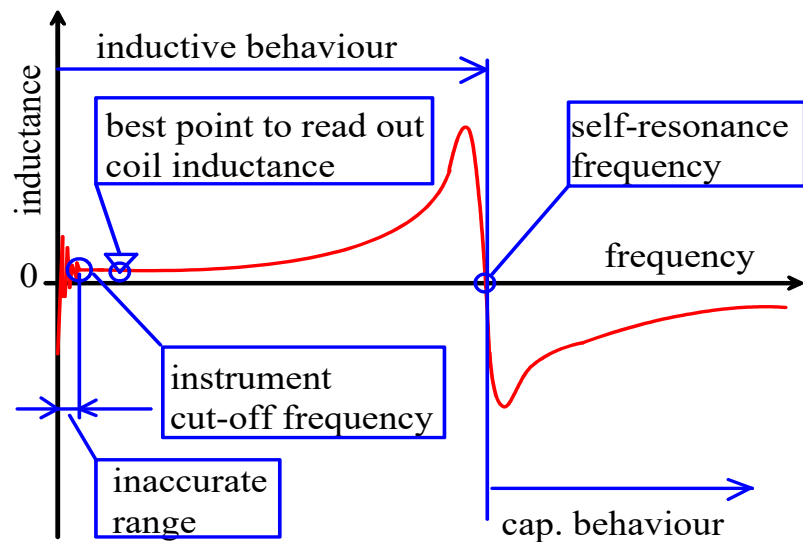 inductive behaviour
inductance
best point to read out
coil inductance
self-resonance
frequency
0
frequency
instrument
cut-off frequency
inaccurate
range
cap. behaviour